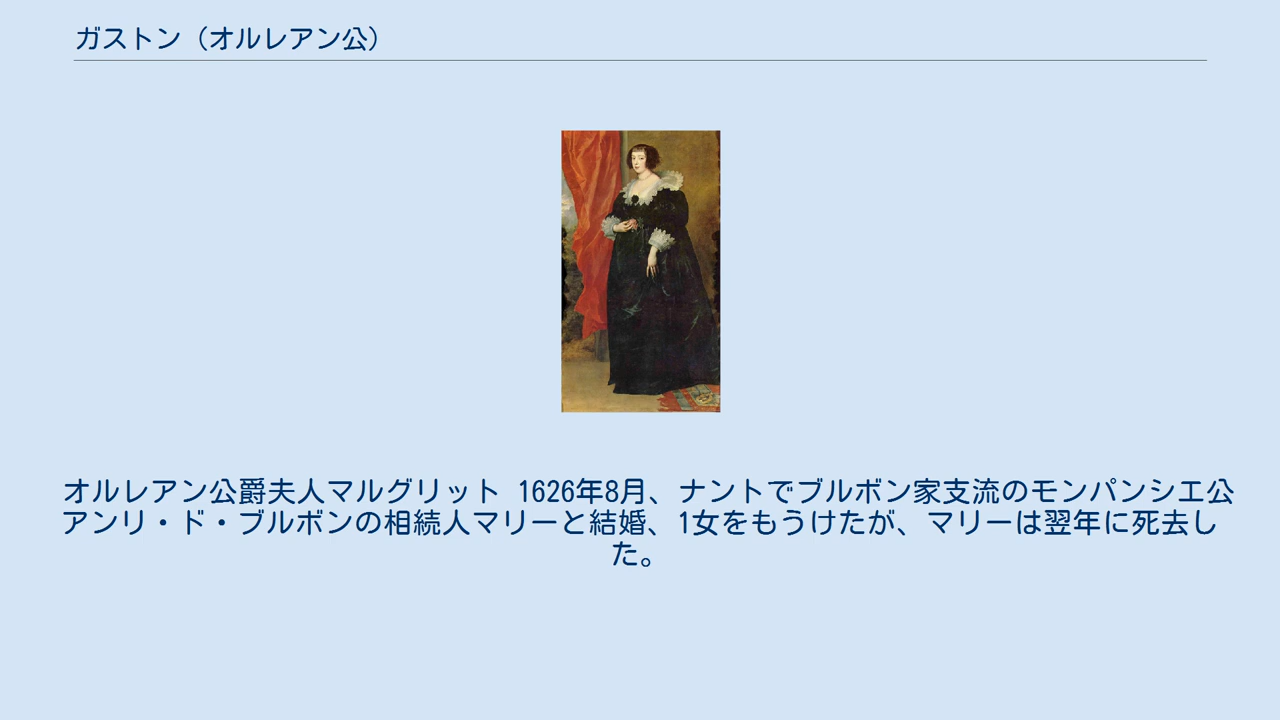 ガストン（オルレアン公）
オルレアン公爵夫人マルグリット 1626年8月、ナントでブルボン家支流のモンパンシエ公
アンリ・ド・ブルボンの相続人マリーと結婚、1女をもうけたが、マリーは翌年に死去し
た。